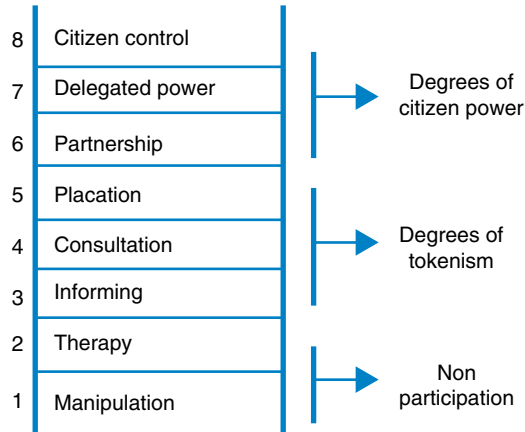 8 Citizen control
7 Delegated power
6 Partnership
Degrees of
citizen power
5 Placation
4 Consultation
3 Informing
Degrees of
tokenism
2 Therapy
1 Manipulation
Non
participation